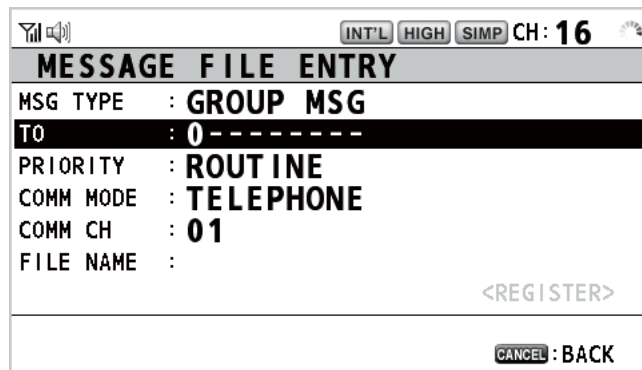 INT'L HIGH SIMP CH: 16
MESSAGE FILE ENTRY
MSG TYPE : GROUP MSG
TO : 0--------
PRIORITY : ROUTINE
COMM MODE : TELEPHONE
COMM CH : 01
FILE NAME :
<REGISTER>
CANCEL : BACK